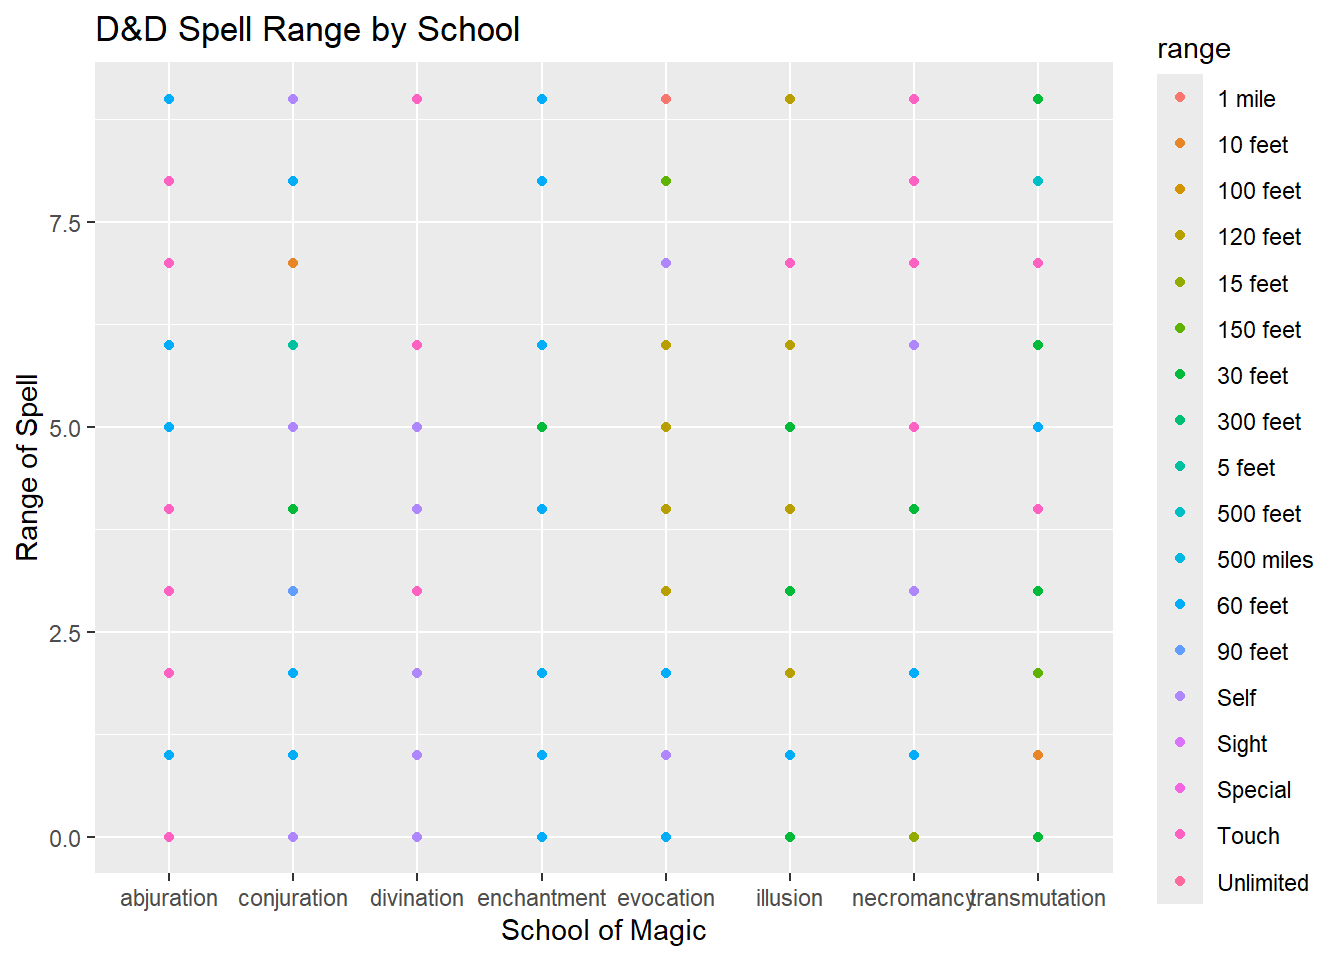 D&D Spell Range by School
Range of Spell
7.5
5.0
2.5
0.0
abjuration conjuration divination enchantment evocation illusion necromancy transmutation
School of Magic
range
1 mile
10 feet
100 feet
120 feet
15 feet
150 feet
30 feet
300 feet
5 feet
500 feet
500 miles
60 feet
90 feet
Self
Sight
Special
Touch
Unlimited